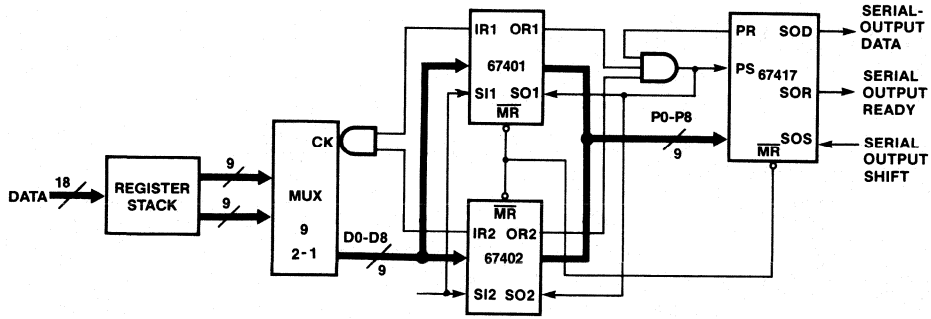 DATA
18
REGISTER
STACK
9
9
CK
MUX
9
2-1
D0-D8
9
IR1 OR1
67401
SI1 SO1
MR
MR
IR2 OR2
67402
SI2 SO2
P0-P8
9
PR SOD
PS 67417
SOR
SOS
MR
SERIAL-
OUTPUT
DATA
SERIAL
OUTPUT
READY
SERIAL
OUTPUT
SHIFT